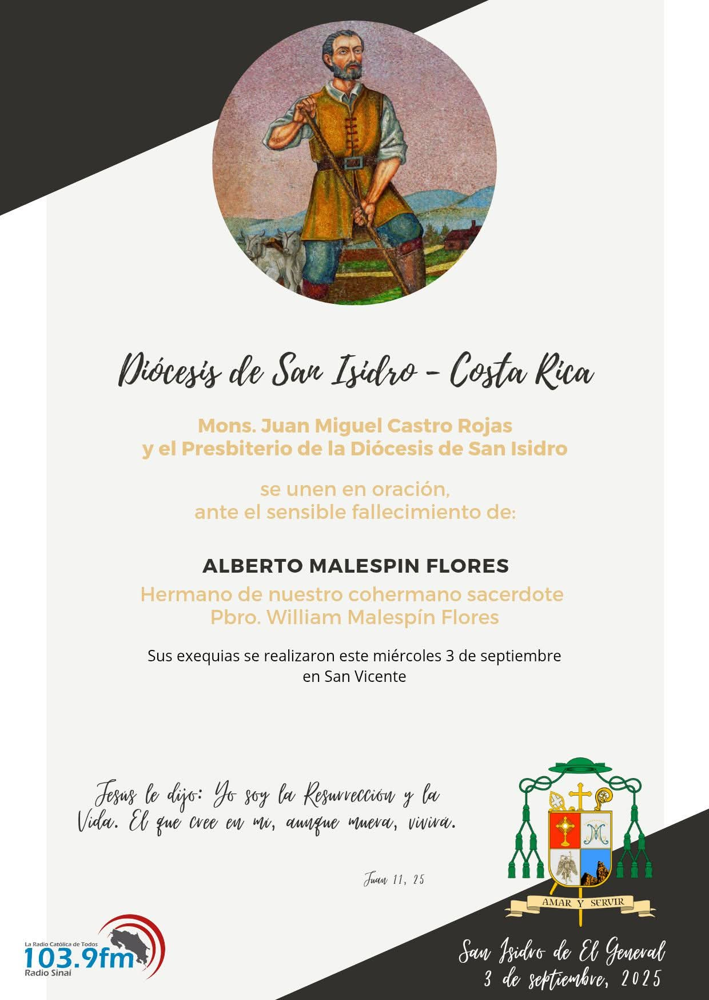 Diócesis de San Isidro - Costa Rica
Mons. Juan Miguel Castro Rojas
y el Presbiterio de la Diócesis de San Isidro
se unen en oración,
ante el sensible fallecimiento de:
ALBERTO MALESPIN FLORES
Hermano de nuestro cohermano sacerdote
Pbro. William Malespín Flores
Sus exequias se realizaron este miércoles 3 de septiembre
en San Vicente
Jesús le dijo: Yo soy la Resurrección y la
Vida. El que cree en mí, aunque muera, vivirá.
Juan 11, 25
AMAR Y SERVIR
La Radio Católica de Todos
103.9fm
Radio Sinaí
San Isidro de El General
3 de septiembre, 2025